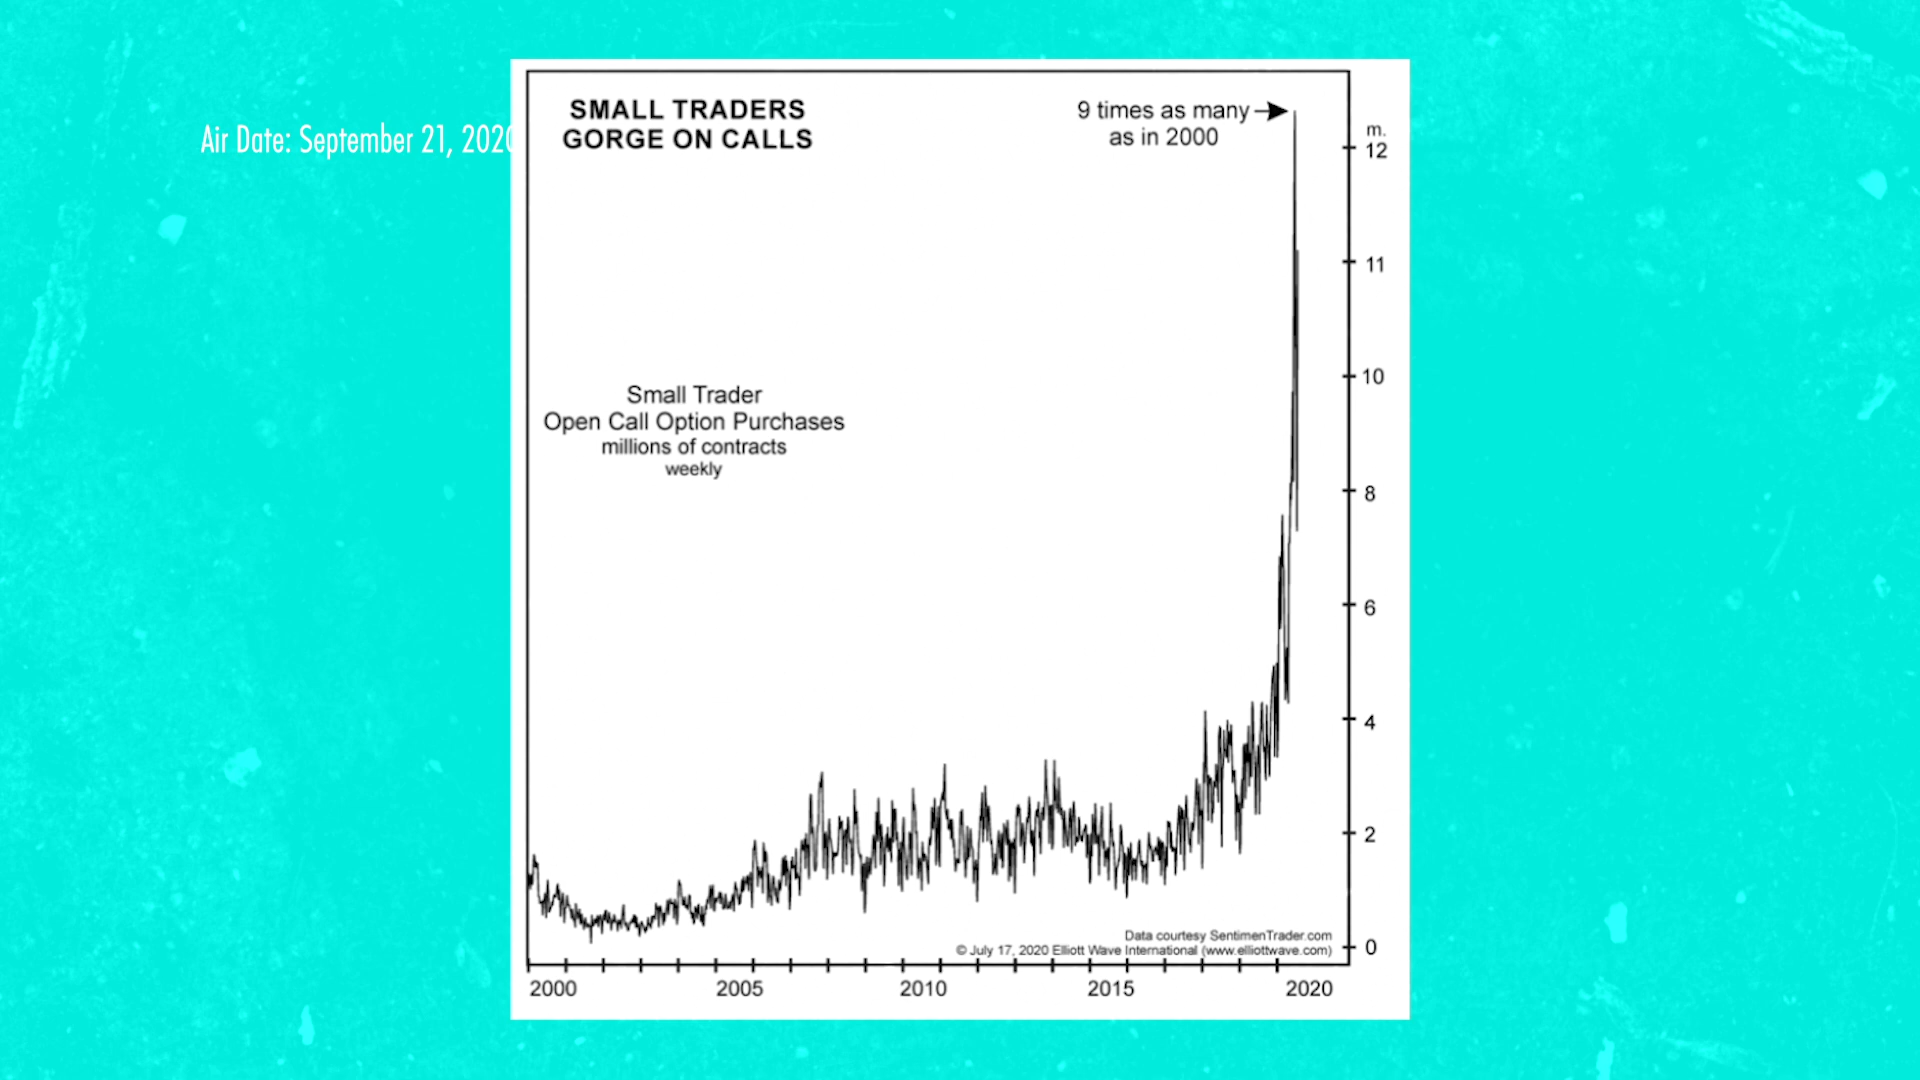 Air Date: September 21, 2020
SMALL TRADERS
GORGE ON CALLS
9 times as many
as in 2000
m.
12
11
10
8
6
4
2
0
Small Trader
Open Call Option Purchases
millions of contracts
weekly
Data courtesy SentimenTrader.com
© July 17, 2020 Elliott Wave International (www.elliottwave.com)
2000 2005 2010 2015 2020